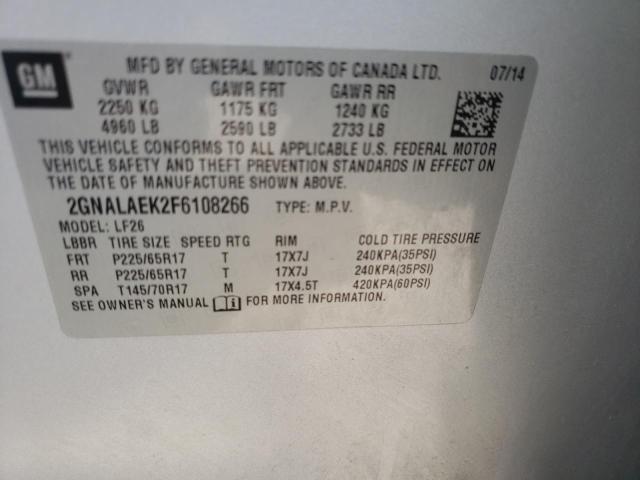 GM
MFD BY GENERAL MOTORS OF CANADA LTD. 07/14
GVWR GAWR FRT GAWR RR
2250 KG 1175 KG 1240 KG
4960 LB 2590 LB 2733 LB
THIS VEHICLE CONFORMS TO ALL APPLICABLE U.S. FEDERAL MOTOR
VEHICLE SAFETY AND THEFT PREVENTION STANDARDS IN EFFECT ON
THE DATE OF MANUFACTURE SHOWN ABOVE.
2GNALAEK2F6108266 TYPE: M.P.V.
MODEL: LF26
LBBR TIRE SIZE SPEED RTG RIM COLD TIRE PRESSURE
FRT P225/65R17 T 17X7J 240KPA(35PSI)
RR P225/65R17 T 17X7J 240KPA(35PSI)
SPA T145/70R17 M 17X4.5T 420KPA(60PSI)
SEE OWNER'S MANUAL FOR MORE INFORMATION.